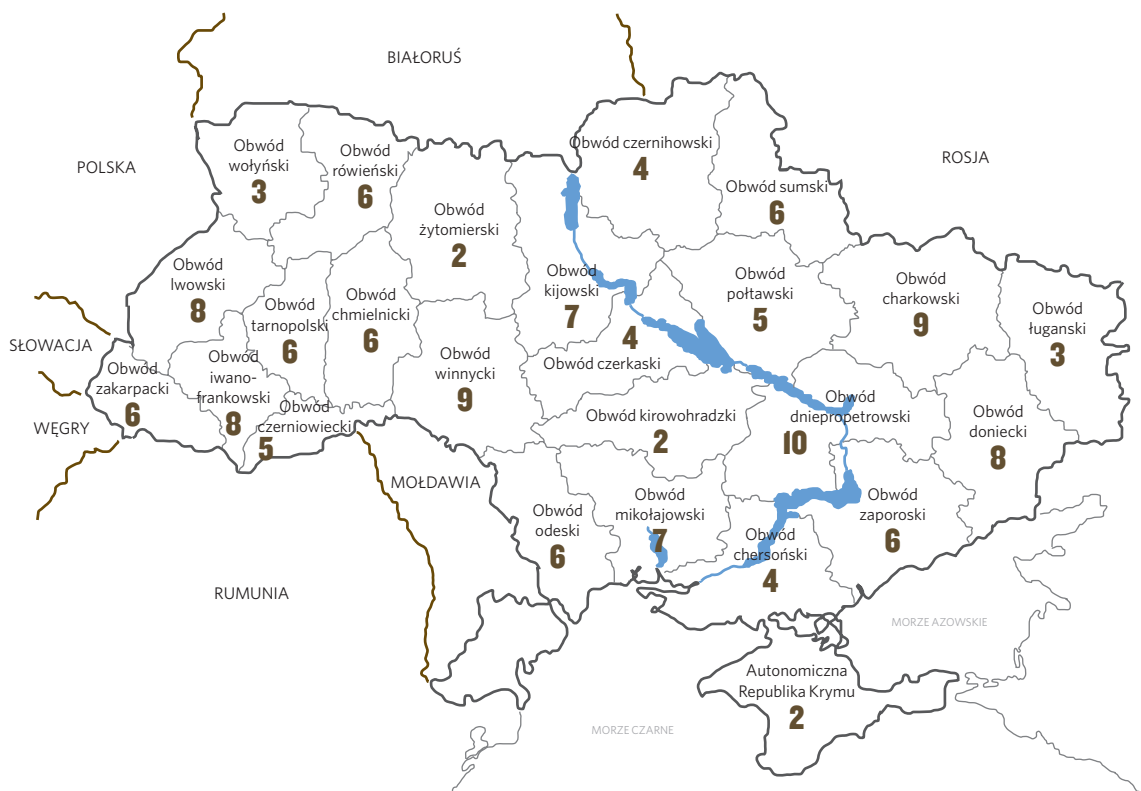 BIAŁORUŚ
POLSKA
ROSJA
Obwód
wołyński
3
Obwód
rówieński
6
Obwód czernihowski
4
Obwód sumski
6
Obwód
żytomierski
2
Obwód
kijowski
7
Obwód
lwowski
8
Obwód
tarnopolski
6
Obwód
chmielnicki
6
Obwód
połtawski
5
Obwód
charkowski
9
Obwód
ługanski
3
4
Obwód czerkaski
SŁOWACJA
Obwód
zakarpacki
6
Obwód
iwano-
frankowski
8
Obwód
winnycki
9
WĘGRY
Obwód
czerniowiecki
5
Obwód kirowohradzki
2
Obwód
dniepropetrowski
10
Obwód
doniecki
8
MOŁDAWIA
Obwód
odeski
6
Obwód
mikołajowski
7
Obwód
zaporoski
6
Obwód
chersoński
4
RUMUNIA
MORZE AZOWSKIE
Autonomiczna
Republika Krymu
2
MORZE CZARNE